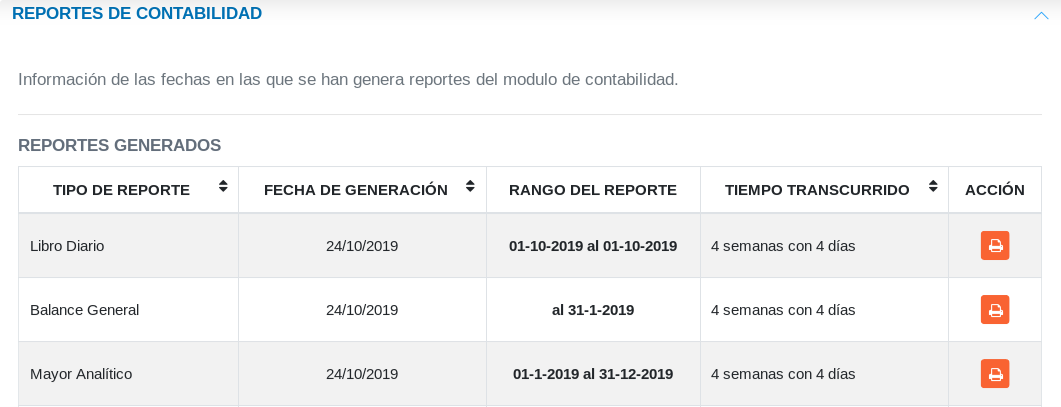 REPORTES DE CONTABILIDAD
Información de las fechas en las que se han genera reportes del modulo de contabilidad.
REPORTES GENERADOS
TIPO DE REPORTE FECHA DE GENERACIÓN RANGO DEL REPORTE TIEMPO TRANSCURRIDO ACCIÓN
Libro Diario 24/10/2019 01-10-2019 al 01-10-2019 4 semanas con 4 días
Balance General 24/10/2019 al 31-1-2019 4 semanas con 4 días
Mayor Analítico 24/10/2019 01-1-2019 al 31-12-2019 4 semanas con 4 días